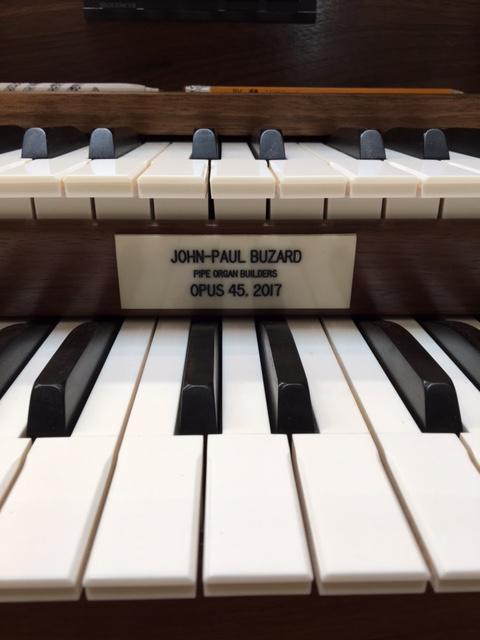 JOHN-PAUL BUZARD
PIPE ORGAN BUILDERS
OPUS 45, 2017